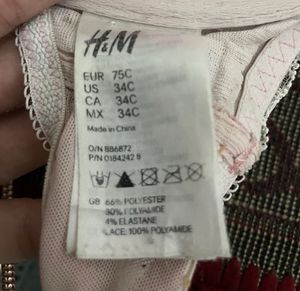 H&M
EUR 75C
US 34C
CA 34C
MX 34C
Made in China
O/N 886872
P/N 0184242 8
GB 66% POLYESTER
30% POLYAMIDE
4% ELASTANE
LACE: 100% POLYAMIDE